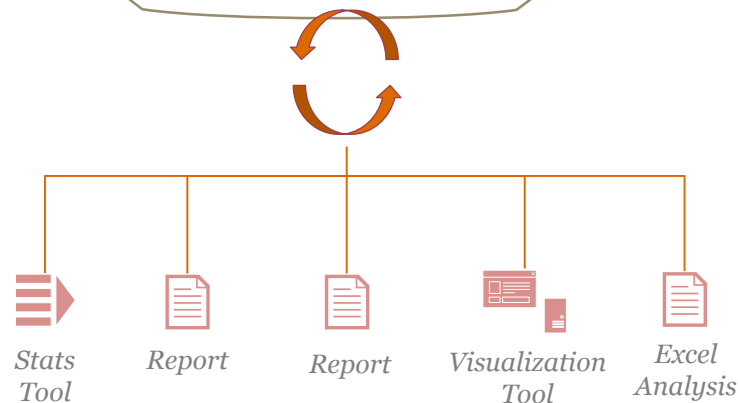 Stats
Tool
Report
Report
Visualization
Tool
Excel
Analysis